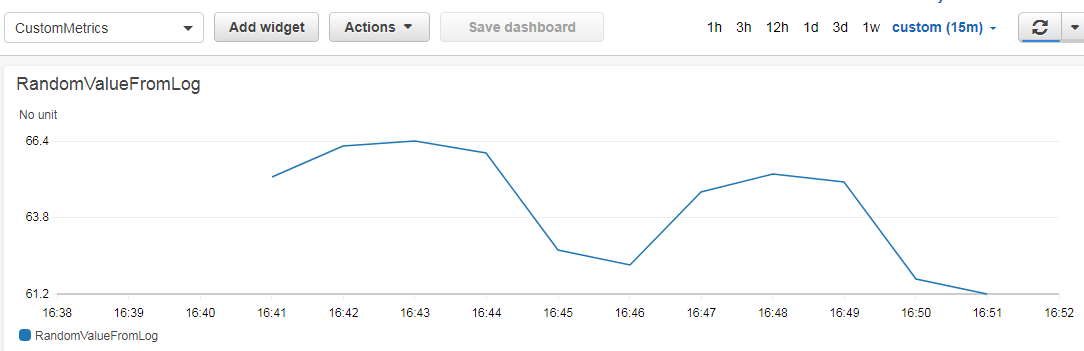 CustomMetrics Add widget Actions Save dashboard 1h 3h 12h 1d 3d 1w custom (15m)
RandomValueFromLog
No unit
66.4
63.8
61.2
16:38 16:39 16:40 16:41 16:42 16:43 16:44 16:45 16:46 16:47 16:48 16:49 16:50 16:51 16:52
RandomValueFromLog